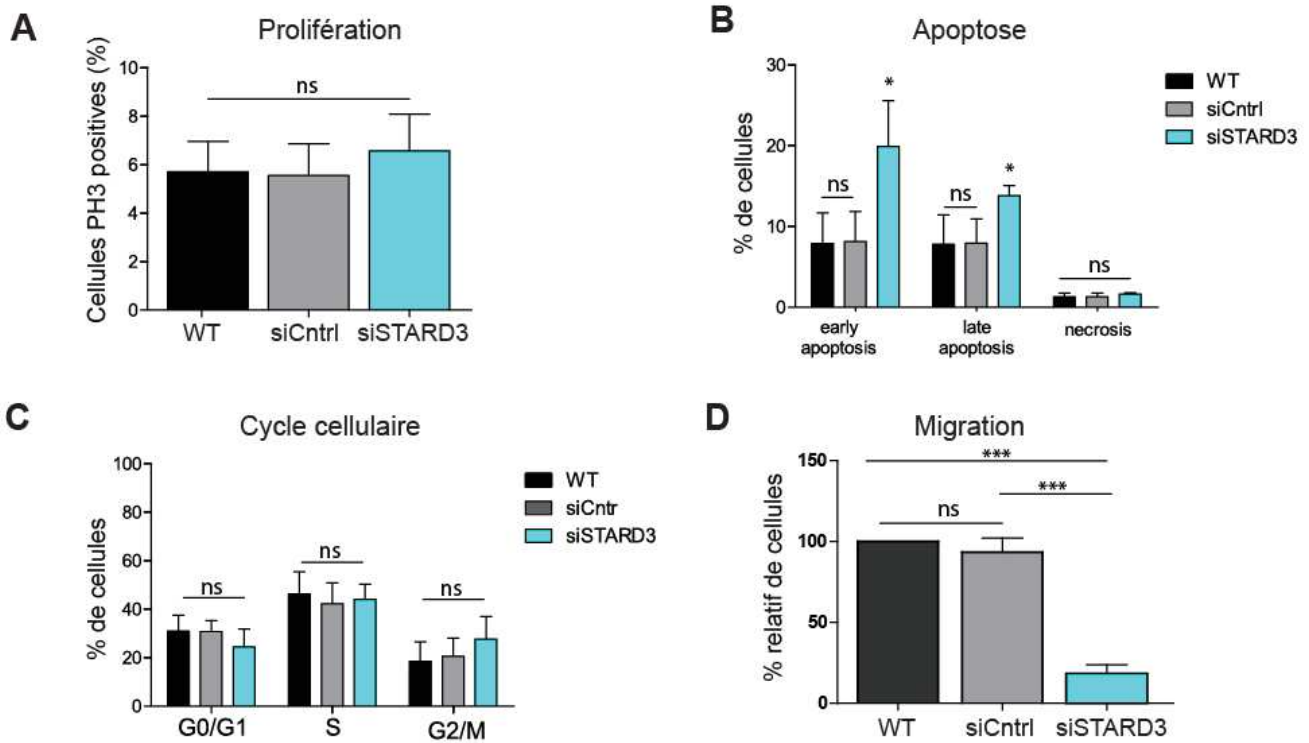 A
Prolifération
Cellules PH3 positives (%)
10
8
6
4
2
0
ns
WT
siCntrl
siSTARD3
B
Apoptose
% de cellules
30
20
10
0
ns
*
ns
*
ns
early
apoptosis
late
apoptosis
necrosis
WT
siCntrl
siSTARD3
C
Cycle cellulaire
% de cellules
100
80
60
40
20
0
ns
ns
ns
G0/G1
S
G2/M
WT
siCntr
siSTARD3
D
Migration
% relatif de cellules
150
100
50
0
***
***
ns
WT
siCntrl
siSTARD3